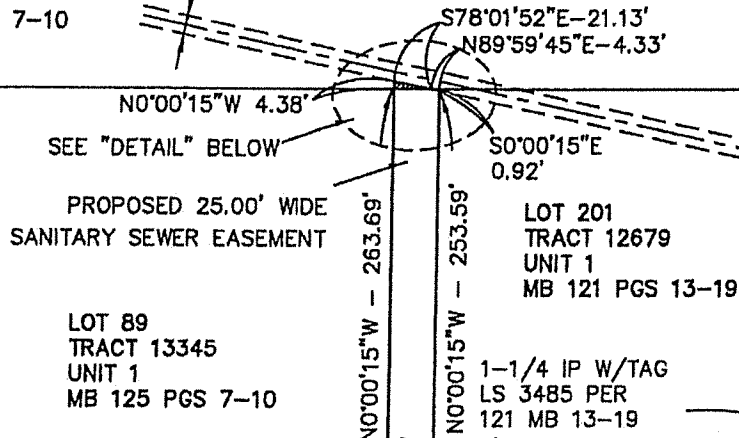 7-10
S78°01'52"E-21.13'
N89°59'45"E-4.33'
N0°00'15"W 4.38'
SEE "DETAIL" BELOW
S0°00'15"E
0.92'
PROPOSED 25.00' WIDE
SANITARY SEWER EASEMENT
N0°00'15"W - 263.69'
N0°00'15"W - 253.59'
LOT 201
TRACT 12679
UNIT 1
MB 121 PGS 13-19
LOT 89
TRACT 13345
UNIT 1
MB 125 PGS 7-10
1-1/4 IP W/TAG
LS 3485 PER
121 MB 13-19